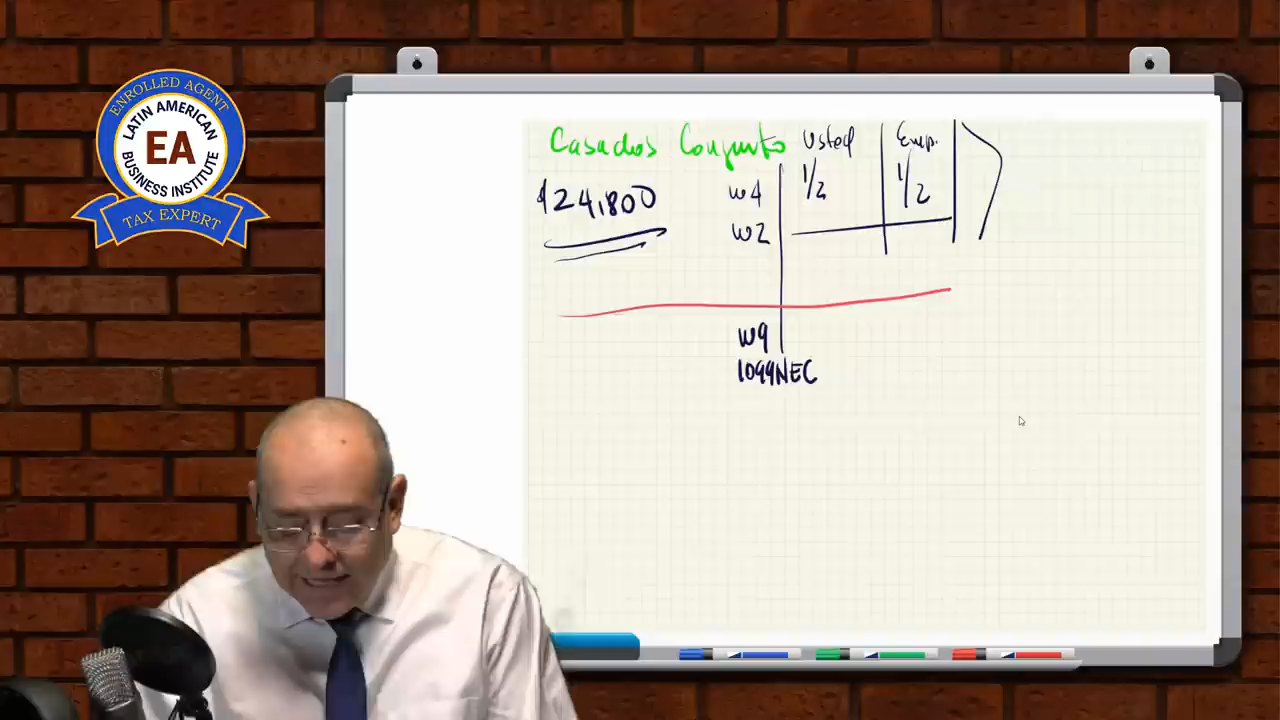 ENROLLED AGENT
LATIN AMERICAN
EA
BUSINESS INSTITUTE
TAX EXPERT
Casados Conjunto Usted Emp.
$24,800 W4 1/2 1/2
W2
W9
1099NEC